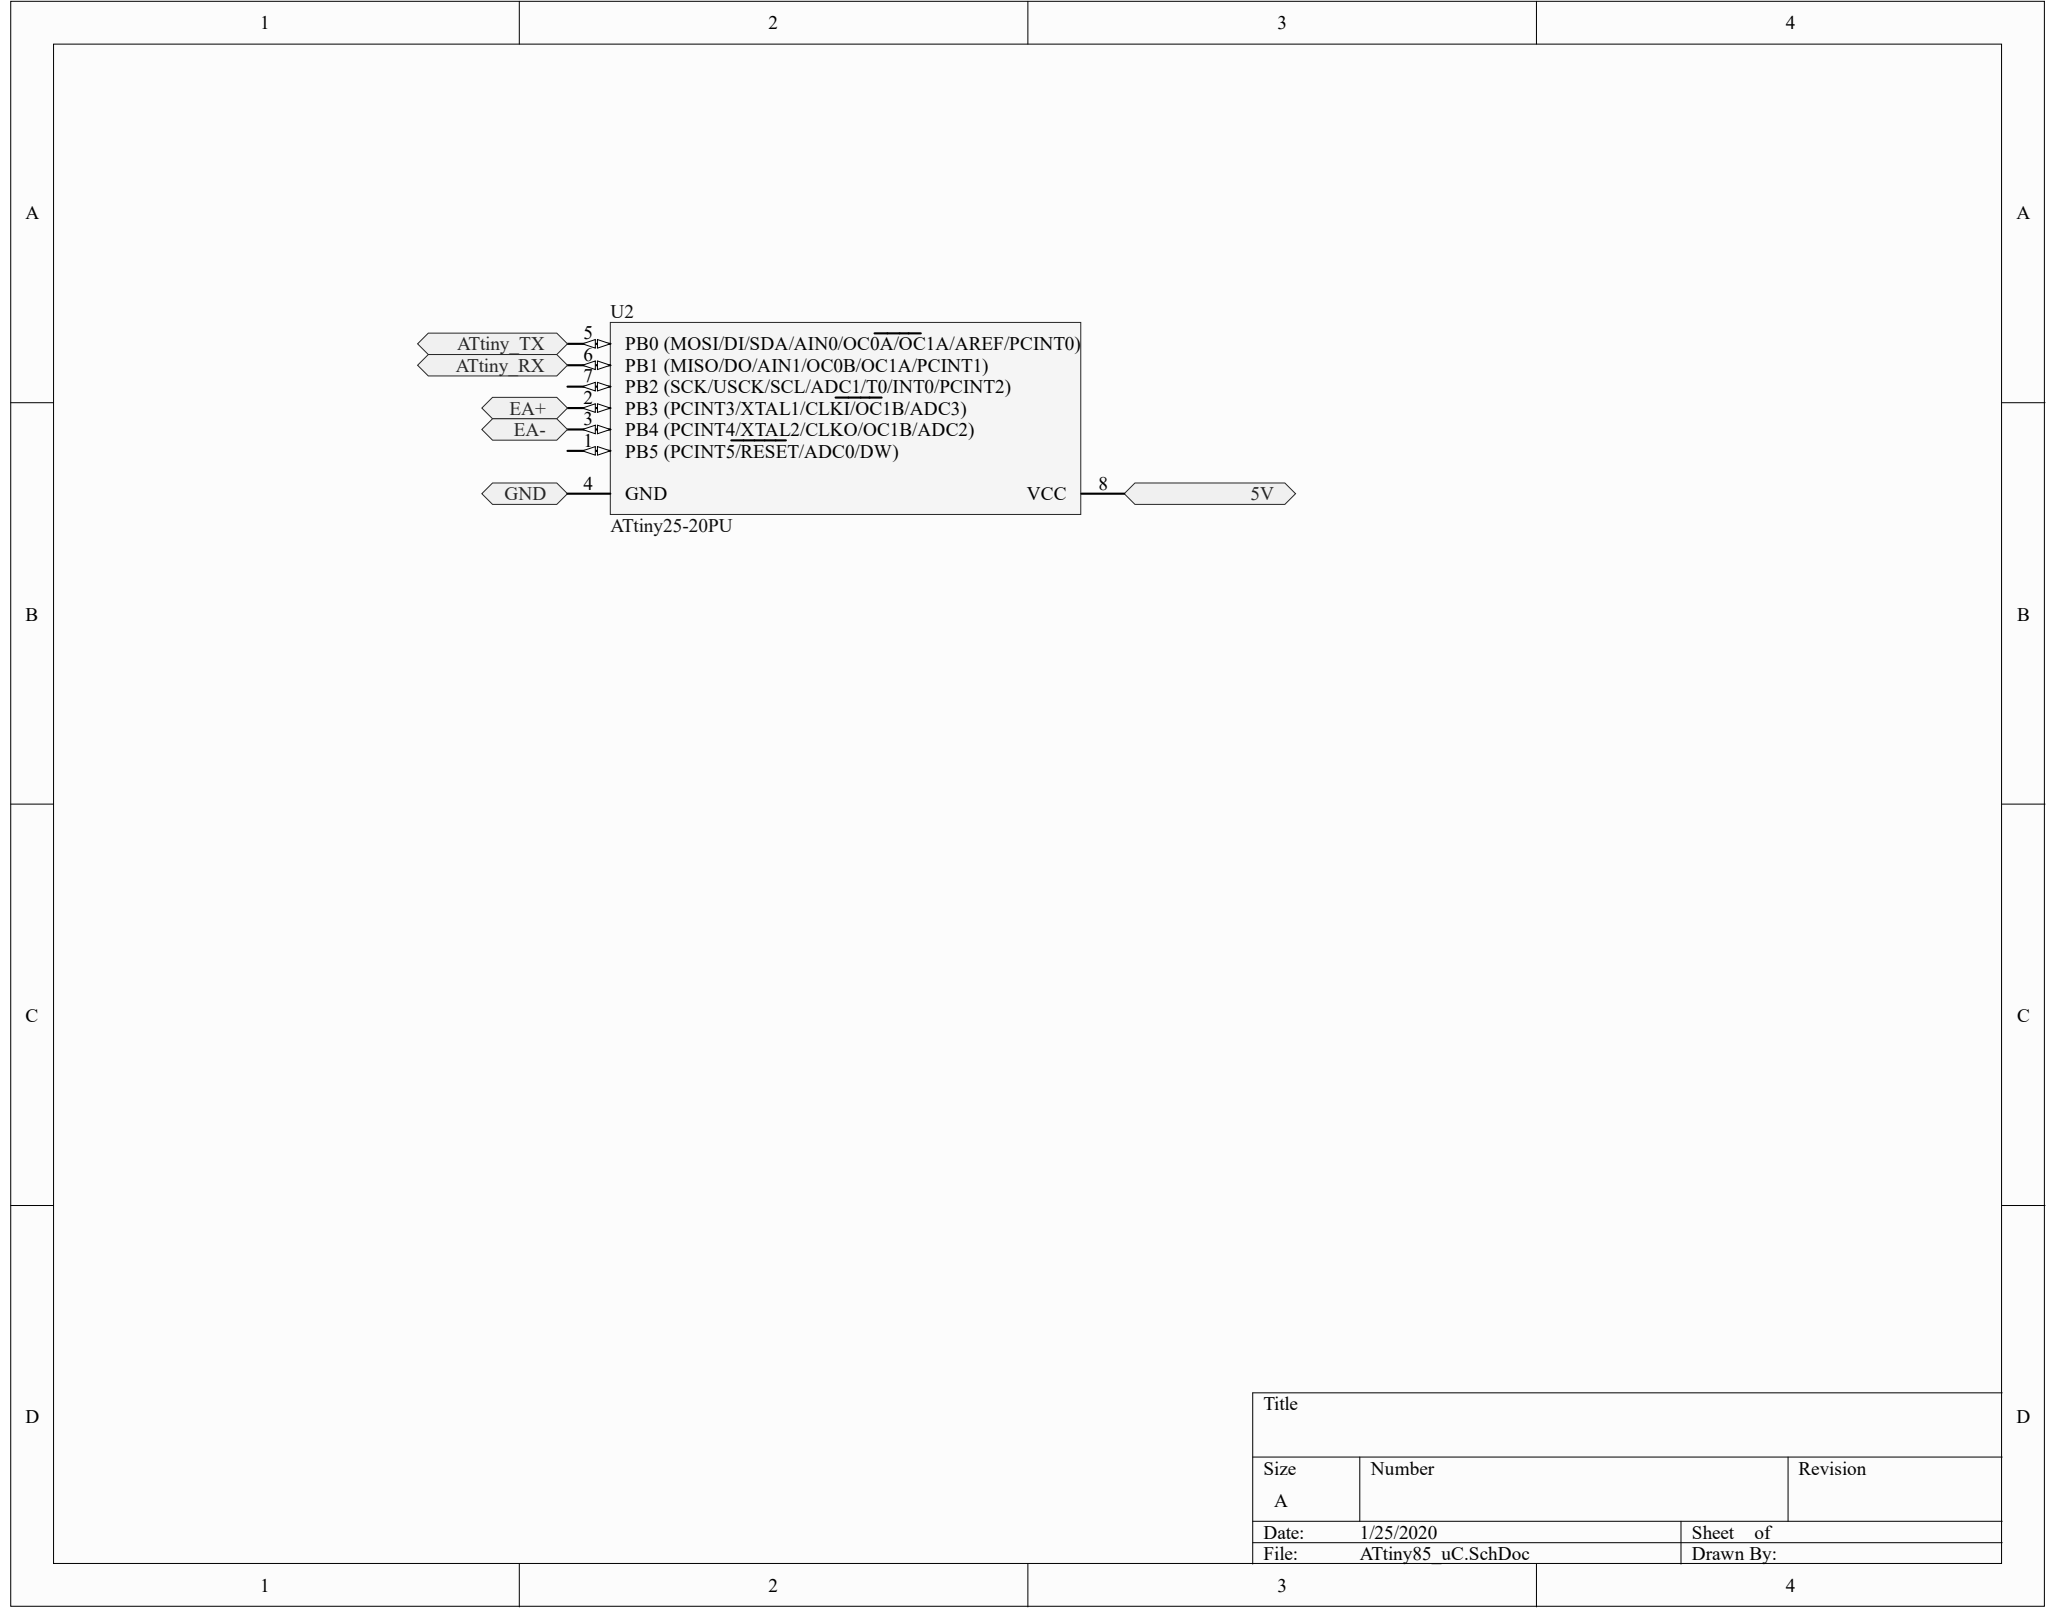 1 2 3 4
A A
U2
ATtiny_TX 5 PB0 (MOSI/DI/SDA/AIN0/OC0A/OC1A/AREF/PCINT0)
ATtiny_RX 6 PB1 (MISO/DO/AIN1/OC0B/OC1A/PCINT1)
7 PB2 (SCK/USCK/SCL/ADC1/T0/INT0/PCINT2)
EA+ 2 PB3 (PCINT3/XTAL1/CLKI/OC1B/ADC3)
EA- 3 PB4 (PCINT4/XTAL2/CLKO/OC1B/ADC2)
1 PB5 (PCINT5/RESET/ADC0/DW)
GND 4 GND VCC 8 5V
ATtiny25-20PU
B B
C C
D D
Title
Size Number Revision
A
Date: 1/25/2020 Sheet of
File: ATtiny85_uC.SchDoc Drawn By:
1 2 3 4